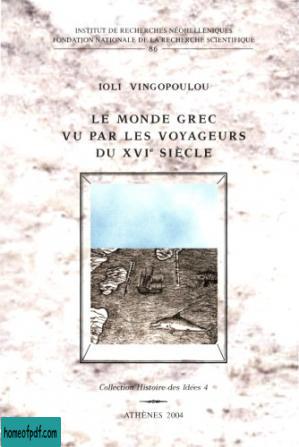 INSTITUT DE RECHERCHES NÉOHELLÉNIQUES
FONDATION NATIONALE DE LA RECHERCHE SCIENTIFIQUE
86
IOLI VINGOPOULOU
LE MONDE GREC
VU PAR LES VOYAGEURS
DU XVIe SIÈCLE
Collection Histoire des Idées 4
ATHÈNES 2004
homeofpdf.com